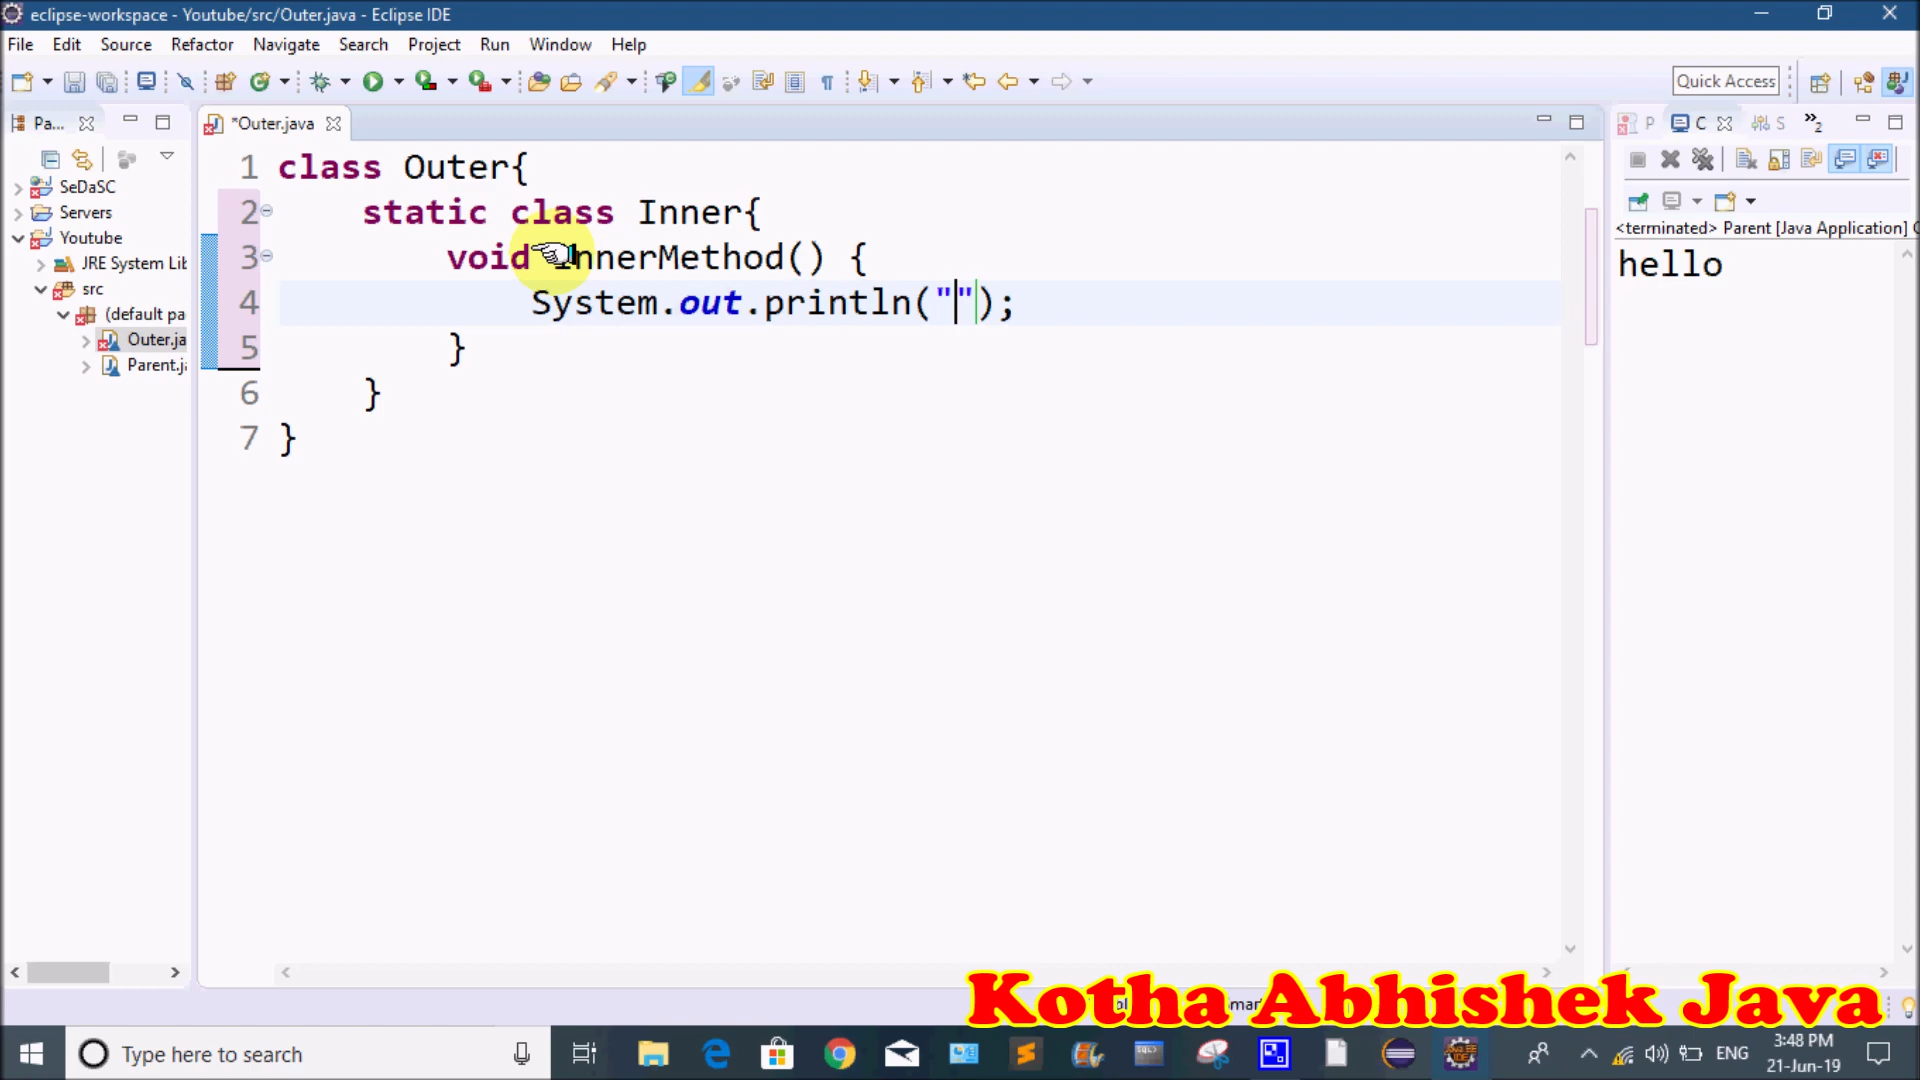 eclipse-workspace - Youtube/src/Outer.java - Eclipse IDE
File Edit Source Refactor Navigate Search Project Run Window Help
Quick Access
Pa...
*Outer.java
P C S »2
SeDaSC
Servers
Youtube
JRE System Lib
src
(default pa
Outer.ja
Parent.ja
1 class Outer{
2 static class Inner{
3 void InnerMethod() {
4 System.out.println("");
5 }
6 }
7 }
<terminated> Parent [Java Application] C
hello
Kotha Abhishek Java
Type here to search
ENG
3:48 PM
21-Jun-19